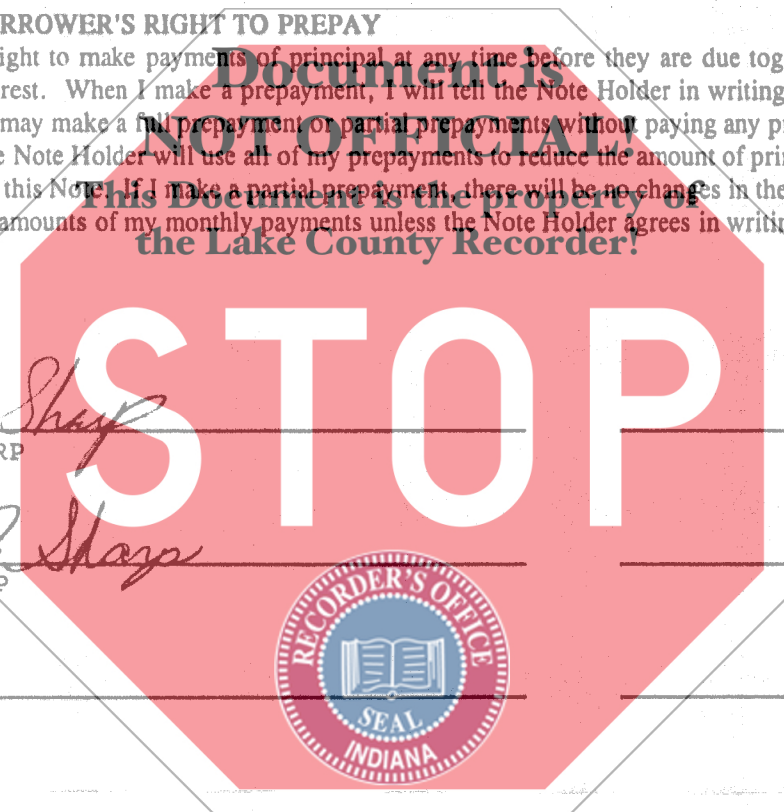 RROWER'S RIGHT TO PREPAY
ight to make payments of principal at any time before they are due tog
Document is
rest. When I make a prepayment, I will tell the Note Holder in writing
may make a full prepayment or partial prepayments without paying any p
NOT OFFICIAL!
e Note Holder will use all of my prepayments to reduce the amount of prin
this Note. If I make a partial prepayment, there will be no changes in the
This Document is the property of
amounts of my monthly payments unless the Note Holder agrees in writin
the Lake County Recorder!
STOP
Sharp
RP
Sharp
P
RECORDER'S OFFICE
SEAL
INDIANA